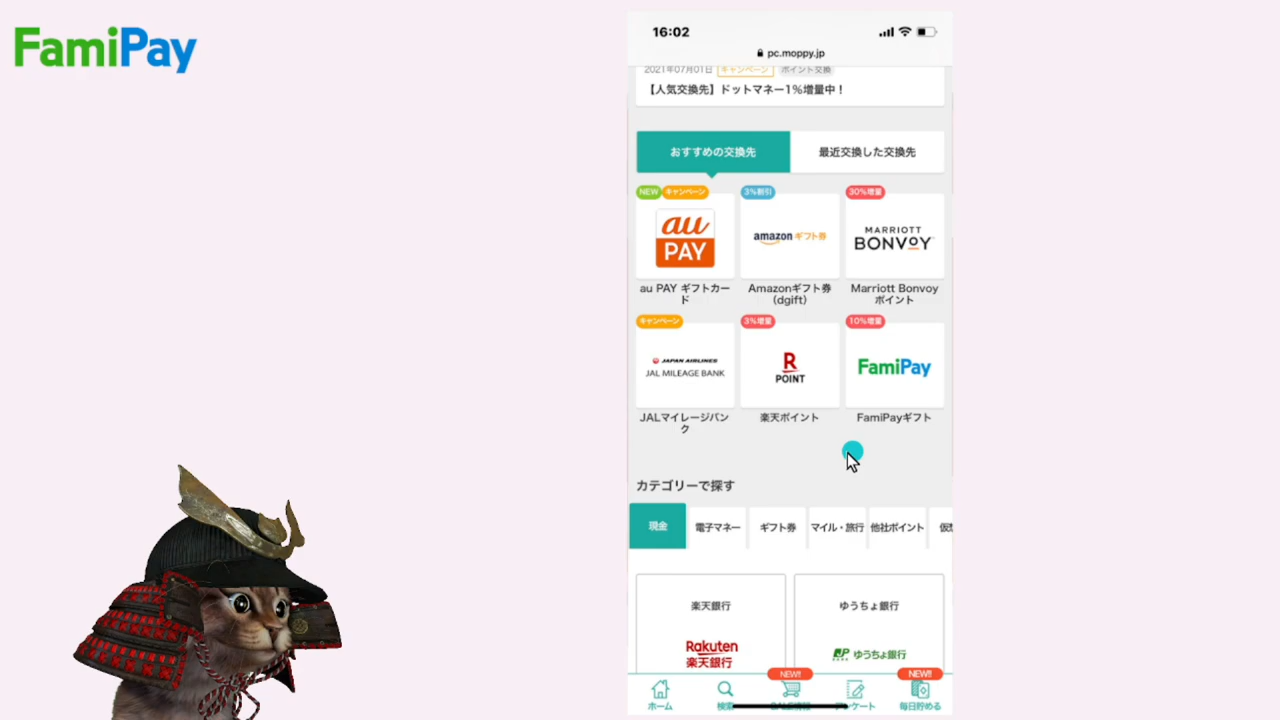 FamiPay
16:02
pc.moppy.jp
2021年07月01日 キャンペーン ポイント交換
【人気交換先】ドットマネー1%増量中！
おすすめの交換先
最近交換した交換先
NEW キャンペーン
3%割引
30%増量
au
PAY
amazon ギフト券
MARRIOTT
BONVOY
au PAY ギフトカー
ド
Amazonギフト券
(dgift)
Marriott Bonvoy
ポイント
キャンペーン
3%増量
10%増量
JAPAN AIRLINES
JAL MILEAGE BANK
R
POINT
FamiPay
JALマイレージバン
ク
楽天ポイント
FamiPayギフト
カテゴリーで探す
現金 電子マネー ギフト券 マイル・旅行 他社ポイント
楽天銀行
ゆうちょ銀行
Rakuten
楽天銀行
JP BANK ゆうちょ銀行
NEW!
NEW!
ホーム 検索 アンケート 毎日貯める